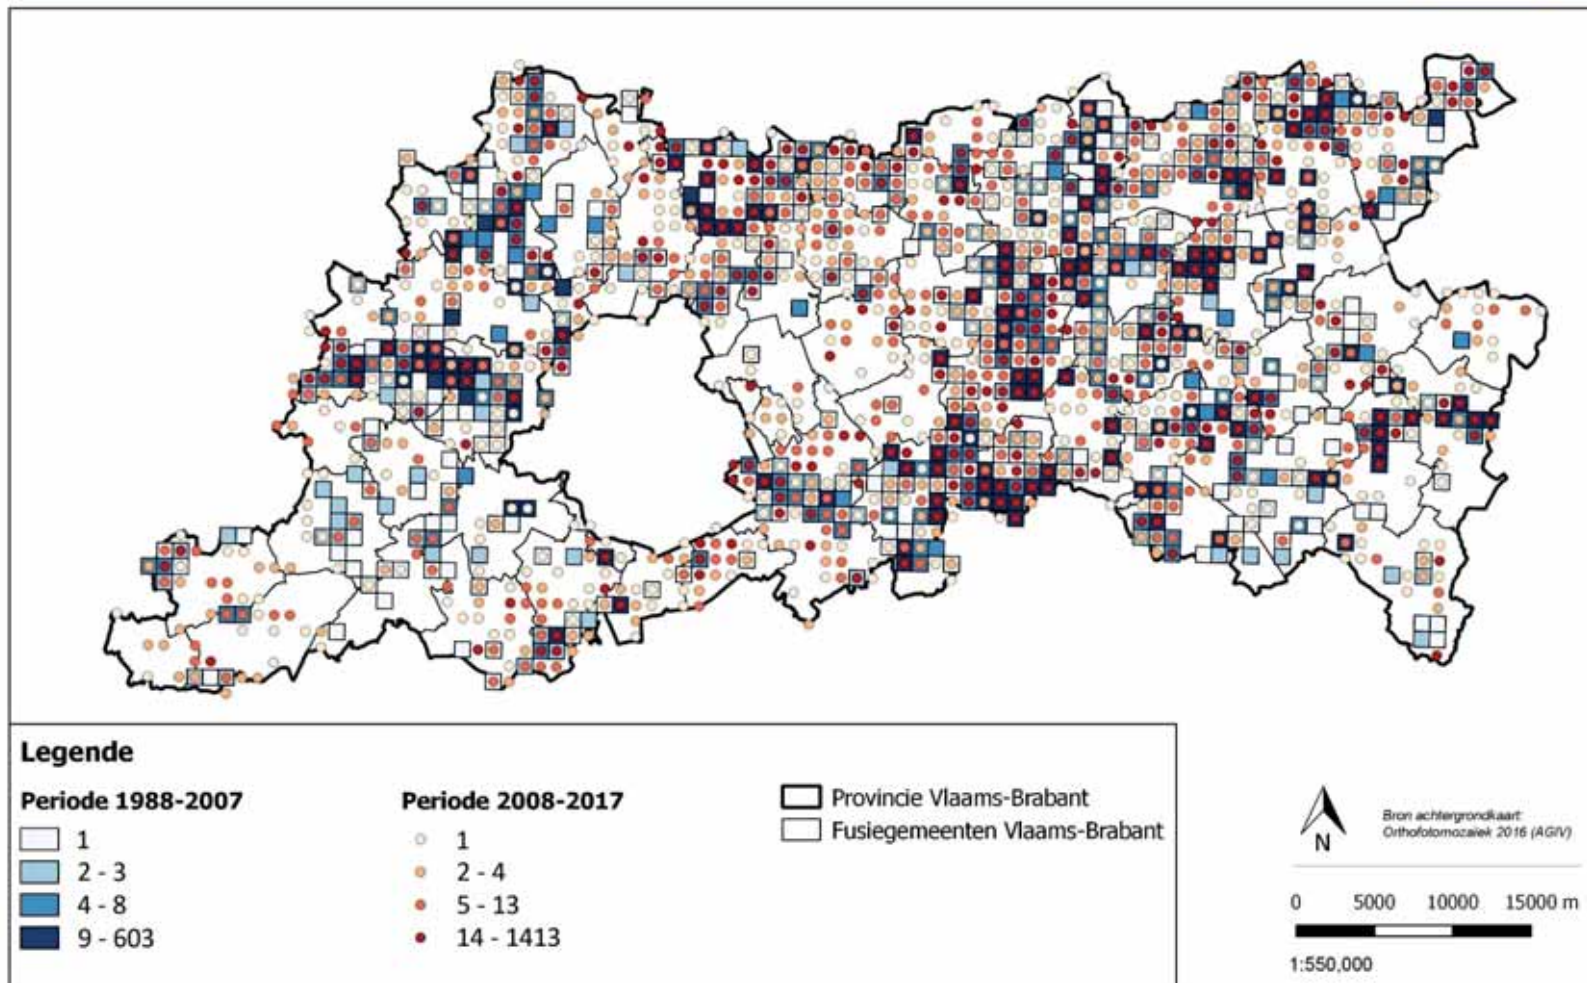 Legende
Periode 1988-2007
1
2 - 3
4 - 8
9 - 603
Periode 2008-2017
1
2 - 4
5 - 13
14 - 1413
Provincie Vlaams-Brabant
Fusiegemeenten Vlaams-Brabant
N
Bron achtergrondkaart:
Orthofotomozaïek 2016 (AGIV)
0 5000 10000 15000 m
1:550,000